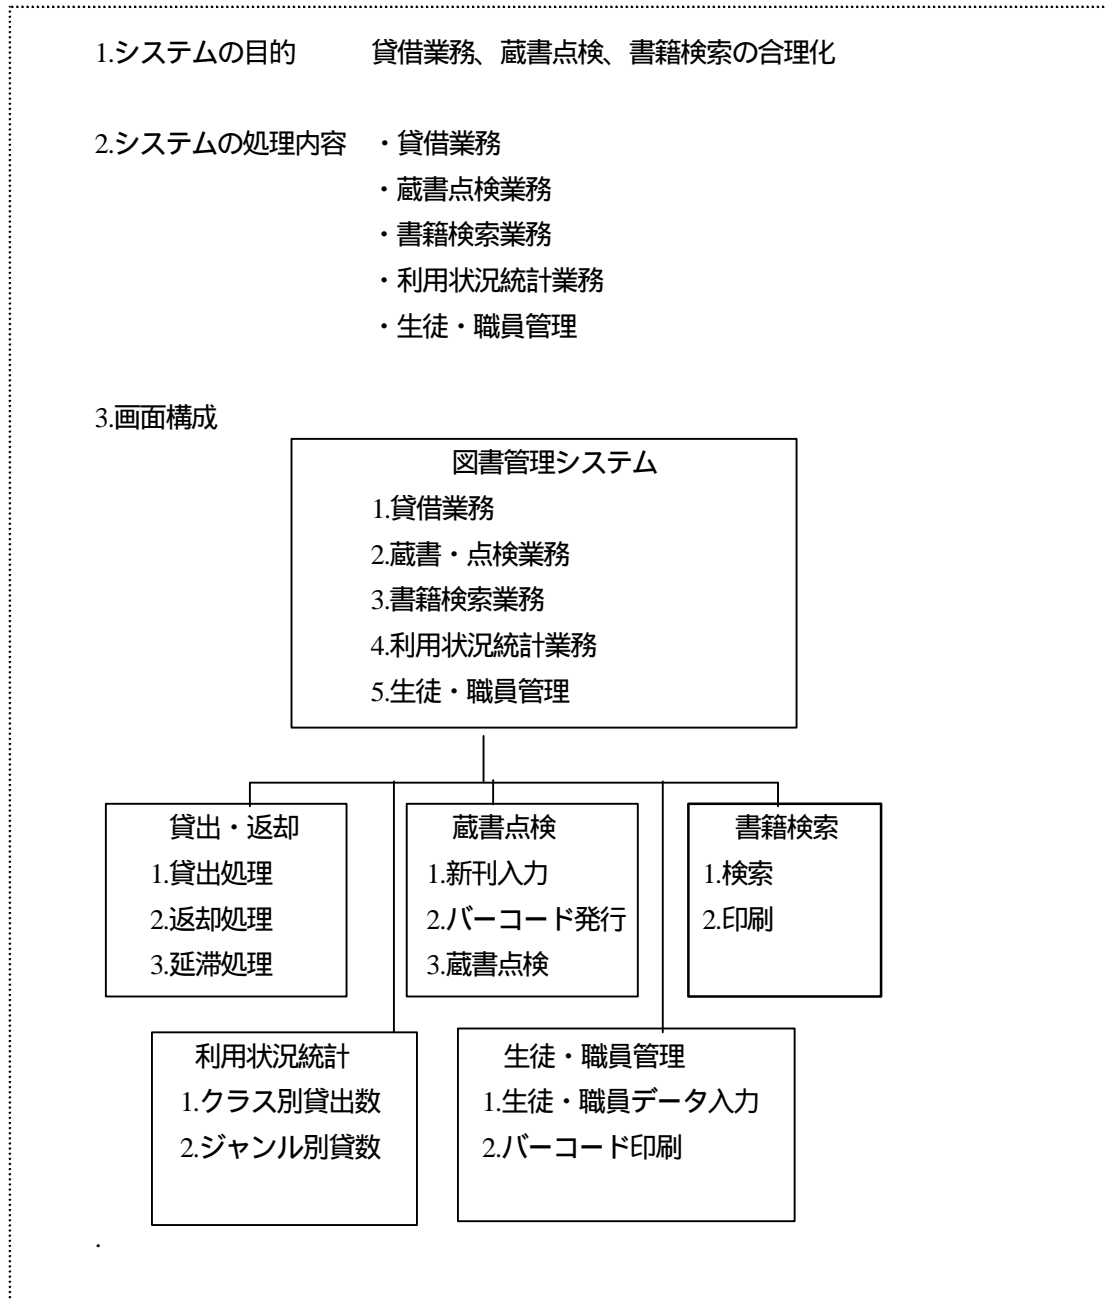 1.システムの目的 貸借業務、蔵書点検、書籍検索の合理化
2.システムの処理内容 ・貸借業務
・蔵書点検業務
・書籍検索業務
・利用状況統計業務
・生徒・職員管理
3.画面構成
図書管理システム
1.貸借業務
2.蔵書・点検業務
3.書籍検索業務
4.利用状況統計業務
5.生徒・職員管理
貸出・返却
1.貸出処理
2.返却処理
3.延滞処理
蔵書点検
1.新刊入力
2.バーコード発行
3.蔵書点検
書籍検索
1.検索
2.印刷
利用状況統計
1.クラス別貸出数
2.ジャンル別貸数
生徒・職員管理
1.生徒・職員データ入力
2.バーコード印刷
.